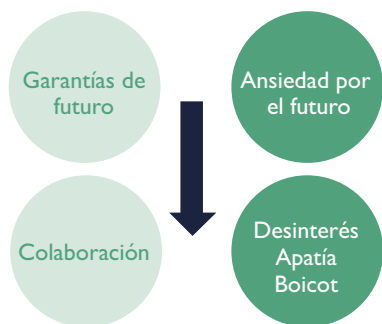 Garantías de
futuro
Ansiedad por
el futuro
Colaboración
Desinterés
Apatía
Boicot